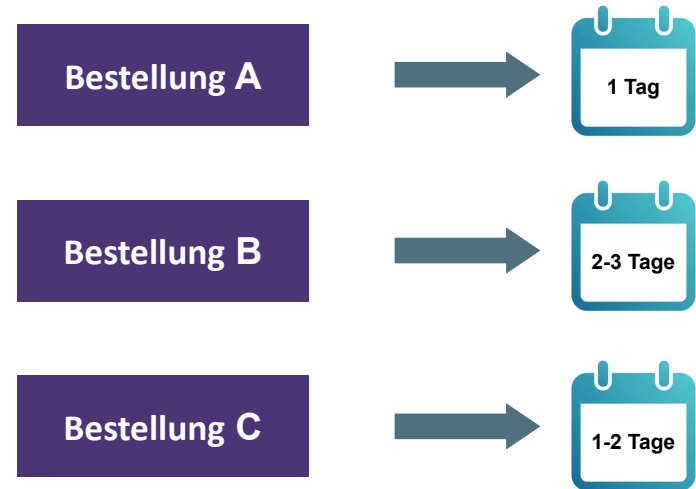 Bestellung A
1 Tag
Bestellung B
2-3 Tage
Bestellung C
1-2 Tage